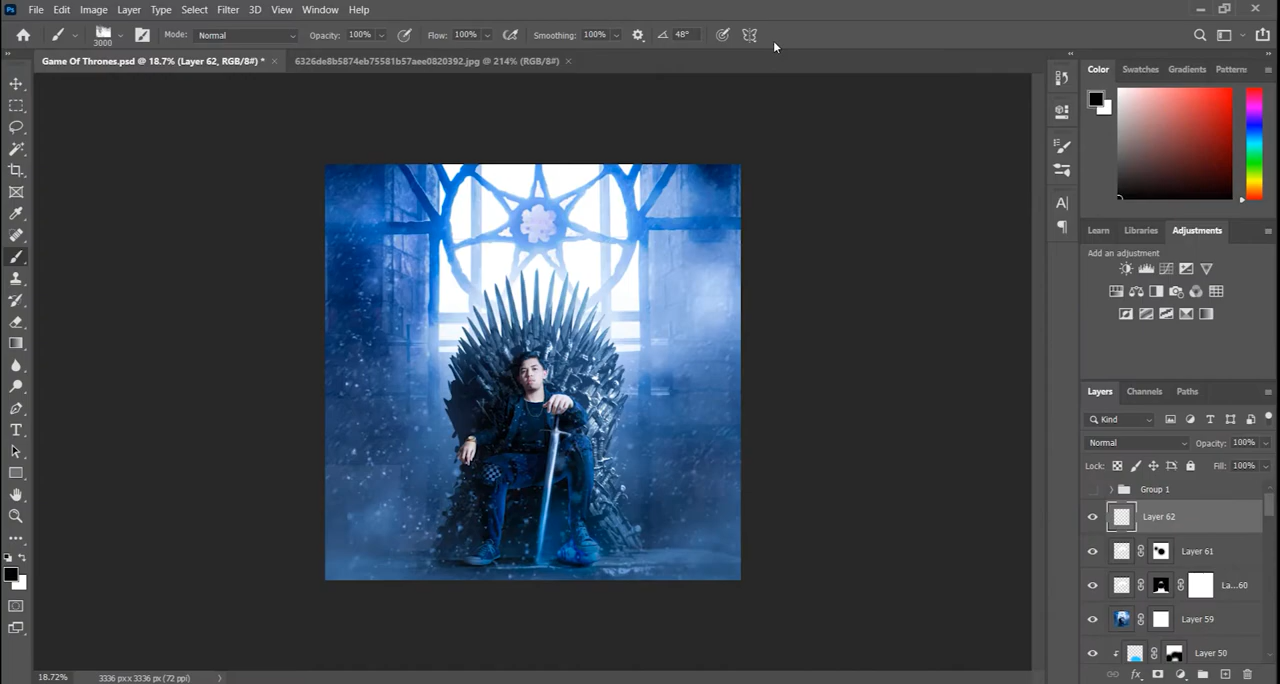 Ps File Edit Image Layer Type Select Filter 3D View Window Help
3000 Mode: Normal Opacity: 100% Flow: 100% Smoothing: 100% 48°
Game Of Thrones.psd @ 18.7% (Layer 62, RGB/8#) * × 6326de8b5874eb75581b57aee0820392.jpg @ 214% (RGB/8#) ×
Color Swatches Gradients Patterns
Learn Libraries Adjustments
Add an adjustment
Layers Channels Paths
Kind
Normal Opacity: 100%
Lock: Fill: 100%
Group 1
Layer 62
Layer 61
La...60
Layer 59
Layer 50
18.72% 3336 px x 3336 px (72 ppi)